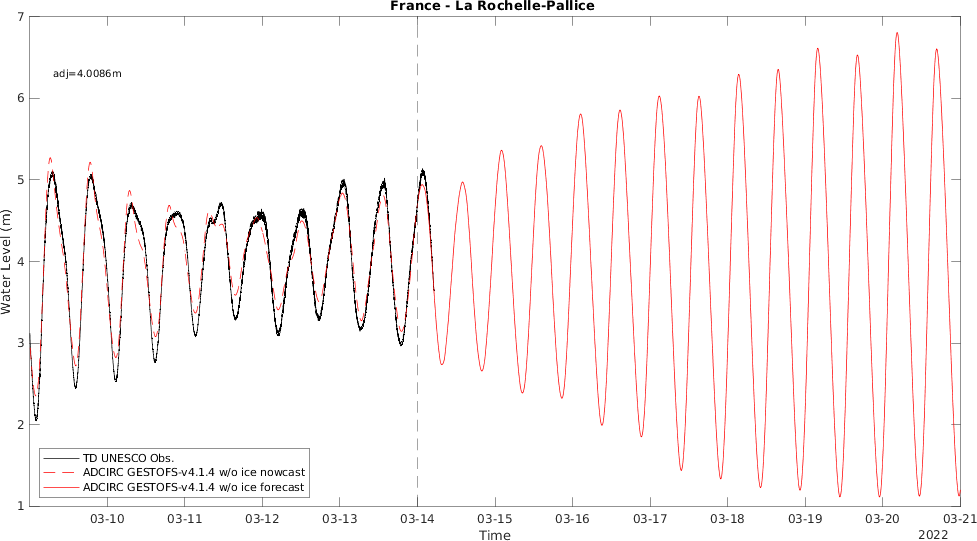 France - La Rochelle-Pallice
adj=4.0086m
7
6
5
4
3
2
1
Water Level (m)
TD UNESCO Obs.
ADCIRC GESTOFS-v4.1.4 w/o ice nowcast
ADCIRC GESTOFS-v4.1.4 w/o ice forecast
03-10 03-11 03-12 03-13 03-14 03-15 03-16 03-17 03-18 03-19 03-20 03-21
Time
2022